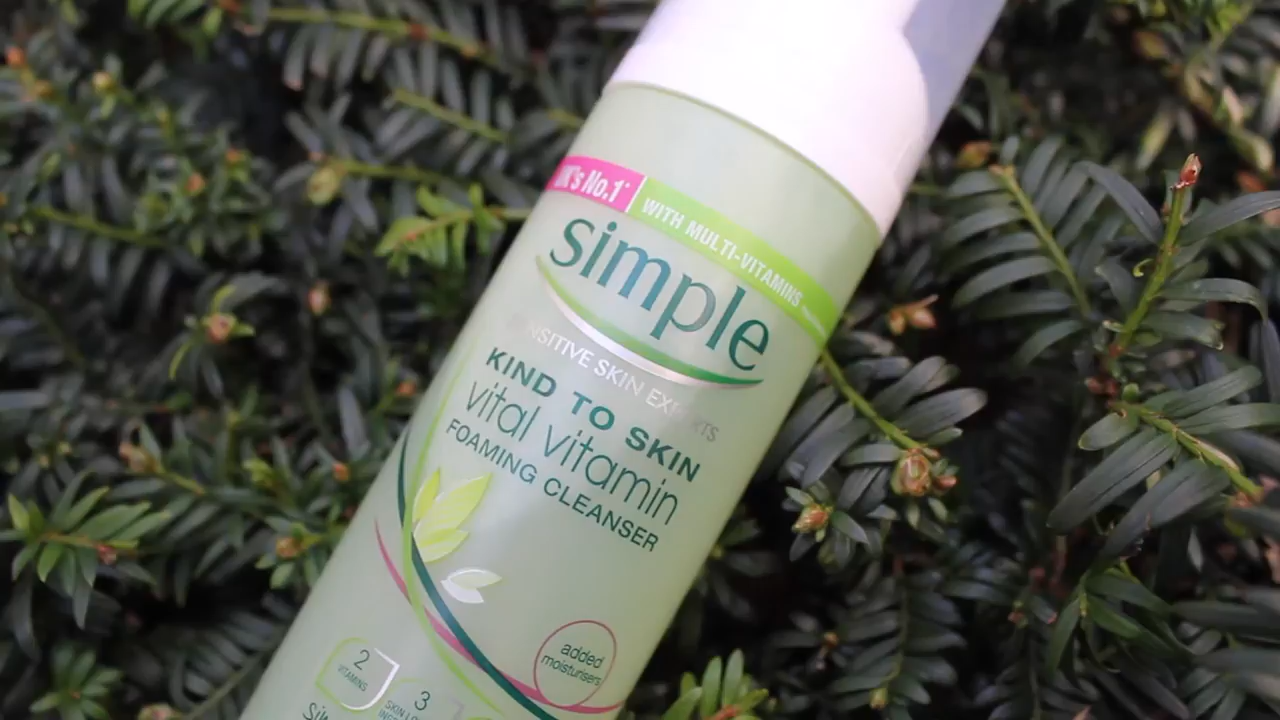 UK's No.1*
WITH MULTI-VITAMINS
simple
SENSITIVE SKIN EXPERTS
KIND TO SKIN
vital vitamin
FOAMING CLEANSER
added
moisturisers
2
VITAMINS
3